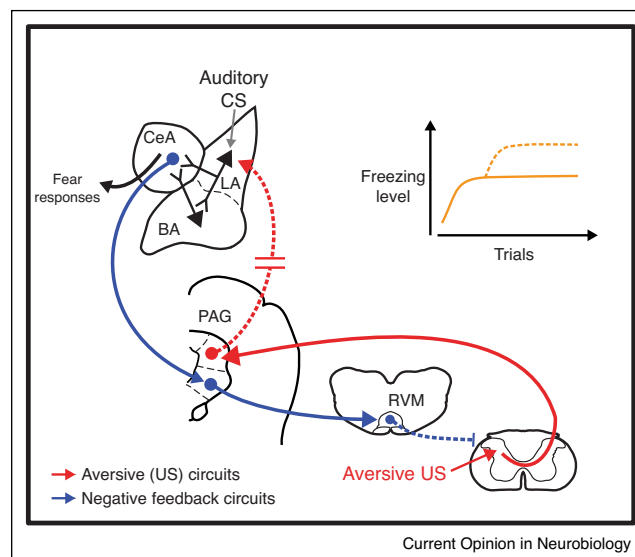 Auditory
CS
CeA
LA
BA
Fear
responses
Freezing
level
Trials
PAG
RVM
Aversive US
Aversive (US) circuits
Negative feedback circuits
Current Opinion in Neurobiology